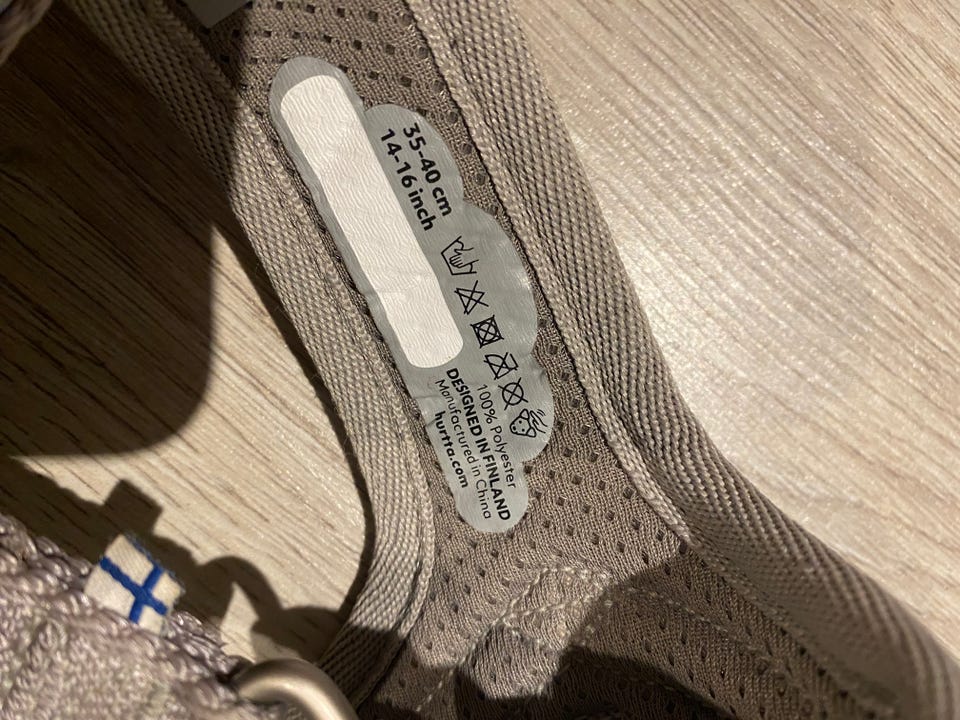 35-40 cm
14-16 inch
100% Polyester
DESIGNED IN FINLAND
Manufactured in China
hurtta.com